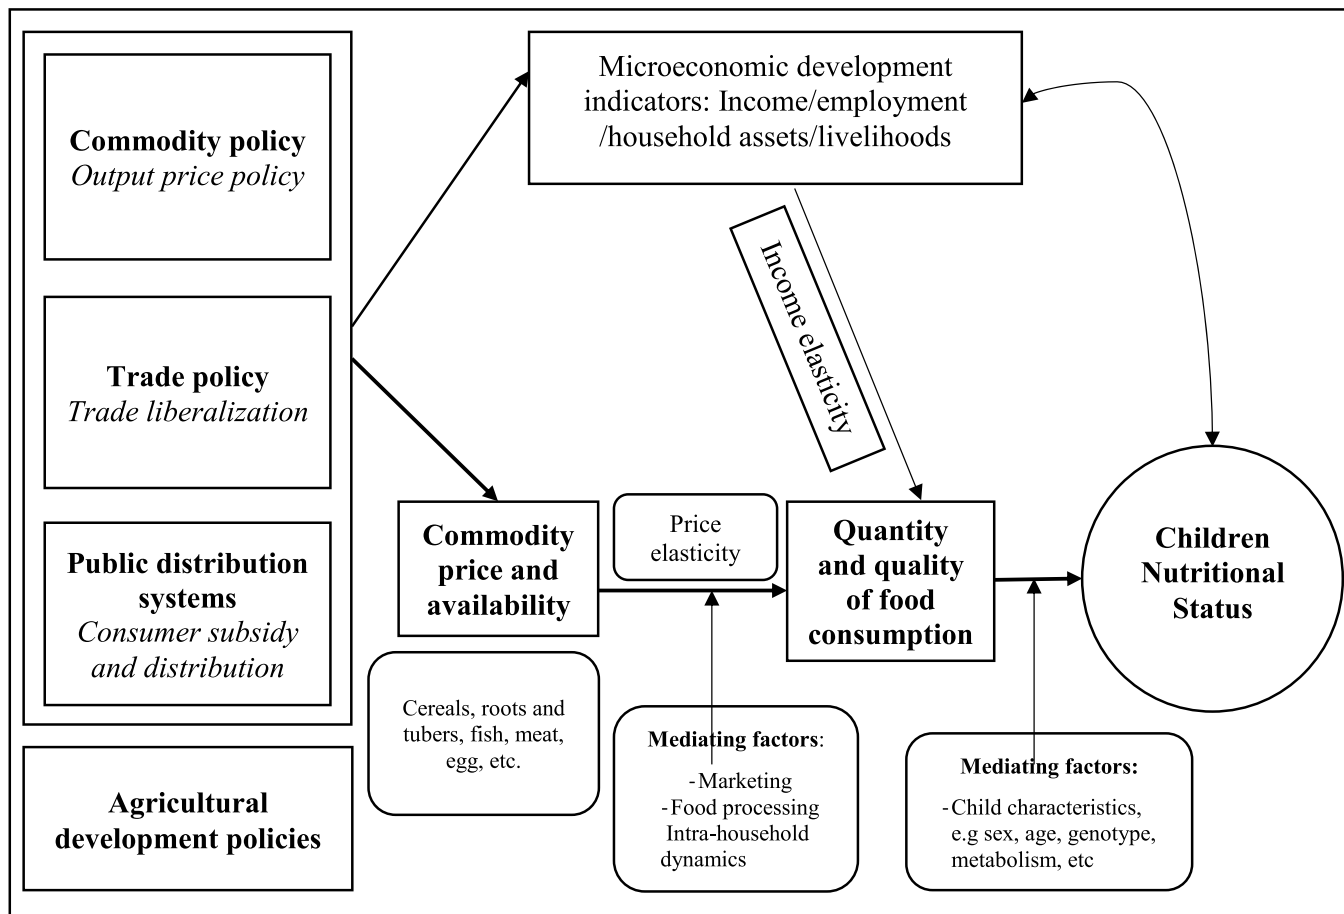 Commodity policy
Output price policy
Trade policy
Trade liberalization
Public distribution
systems
Consumer subsidy
and distribution
Agricultural
development policies
Microeconomic development
indicators: Income/employment
/household assets/livelihoods
Income elasticity
Commodity
price and
availability
Cereals, roots and
tubers, fish, meat,
egg, etc.
Price
elasticity
Mediating factors:
-Marketing
-Food processing
Intra-household
dynamics
Quantity
and quality
of food
consumption
Mediating factors:
-Child characteristics,
e.g sex, age, genotype,
metabolism, etc
Children
Nutritional
Status